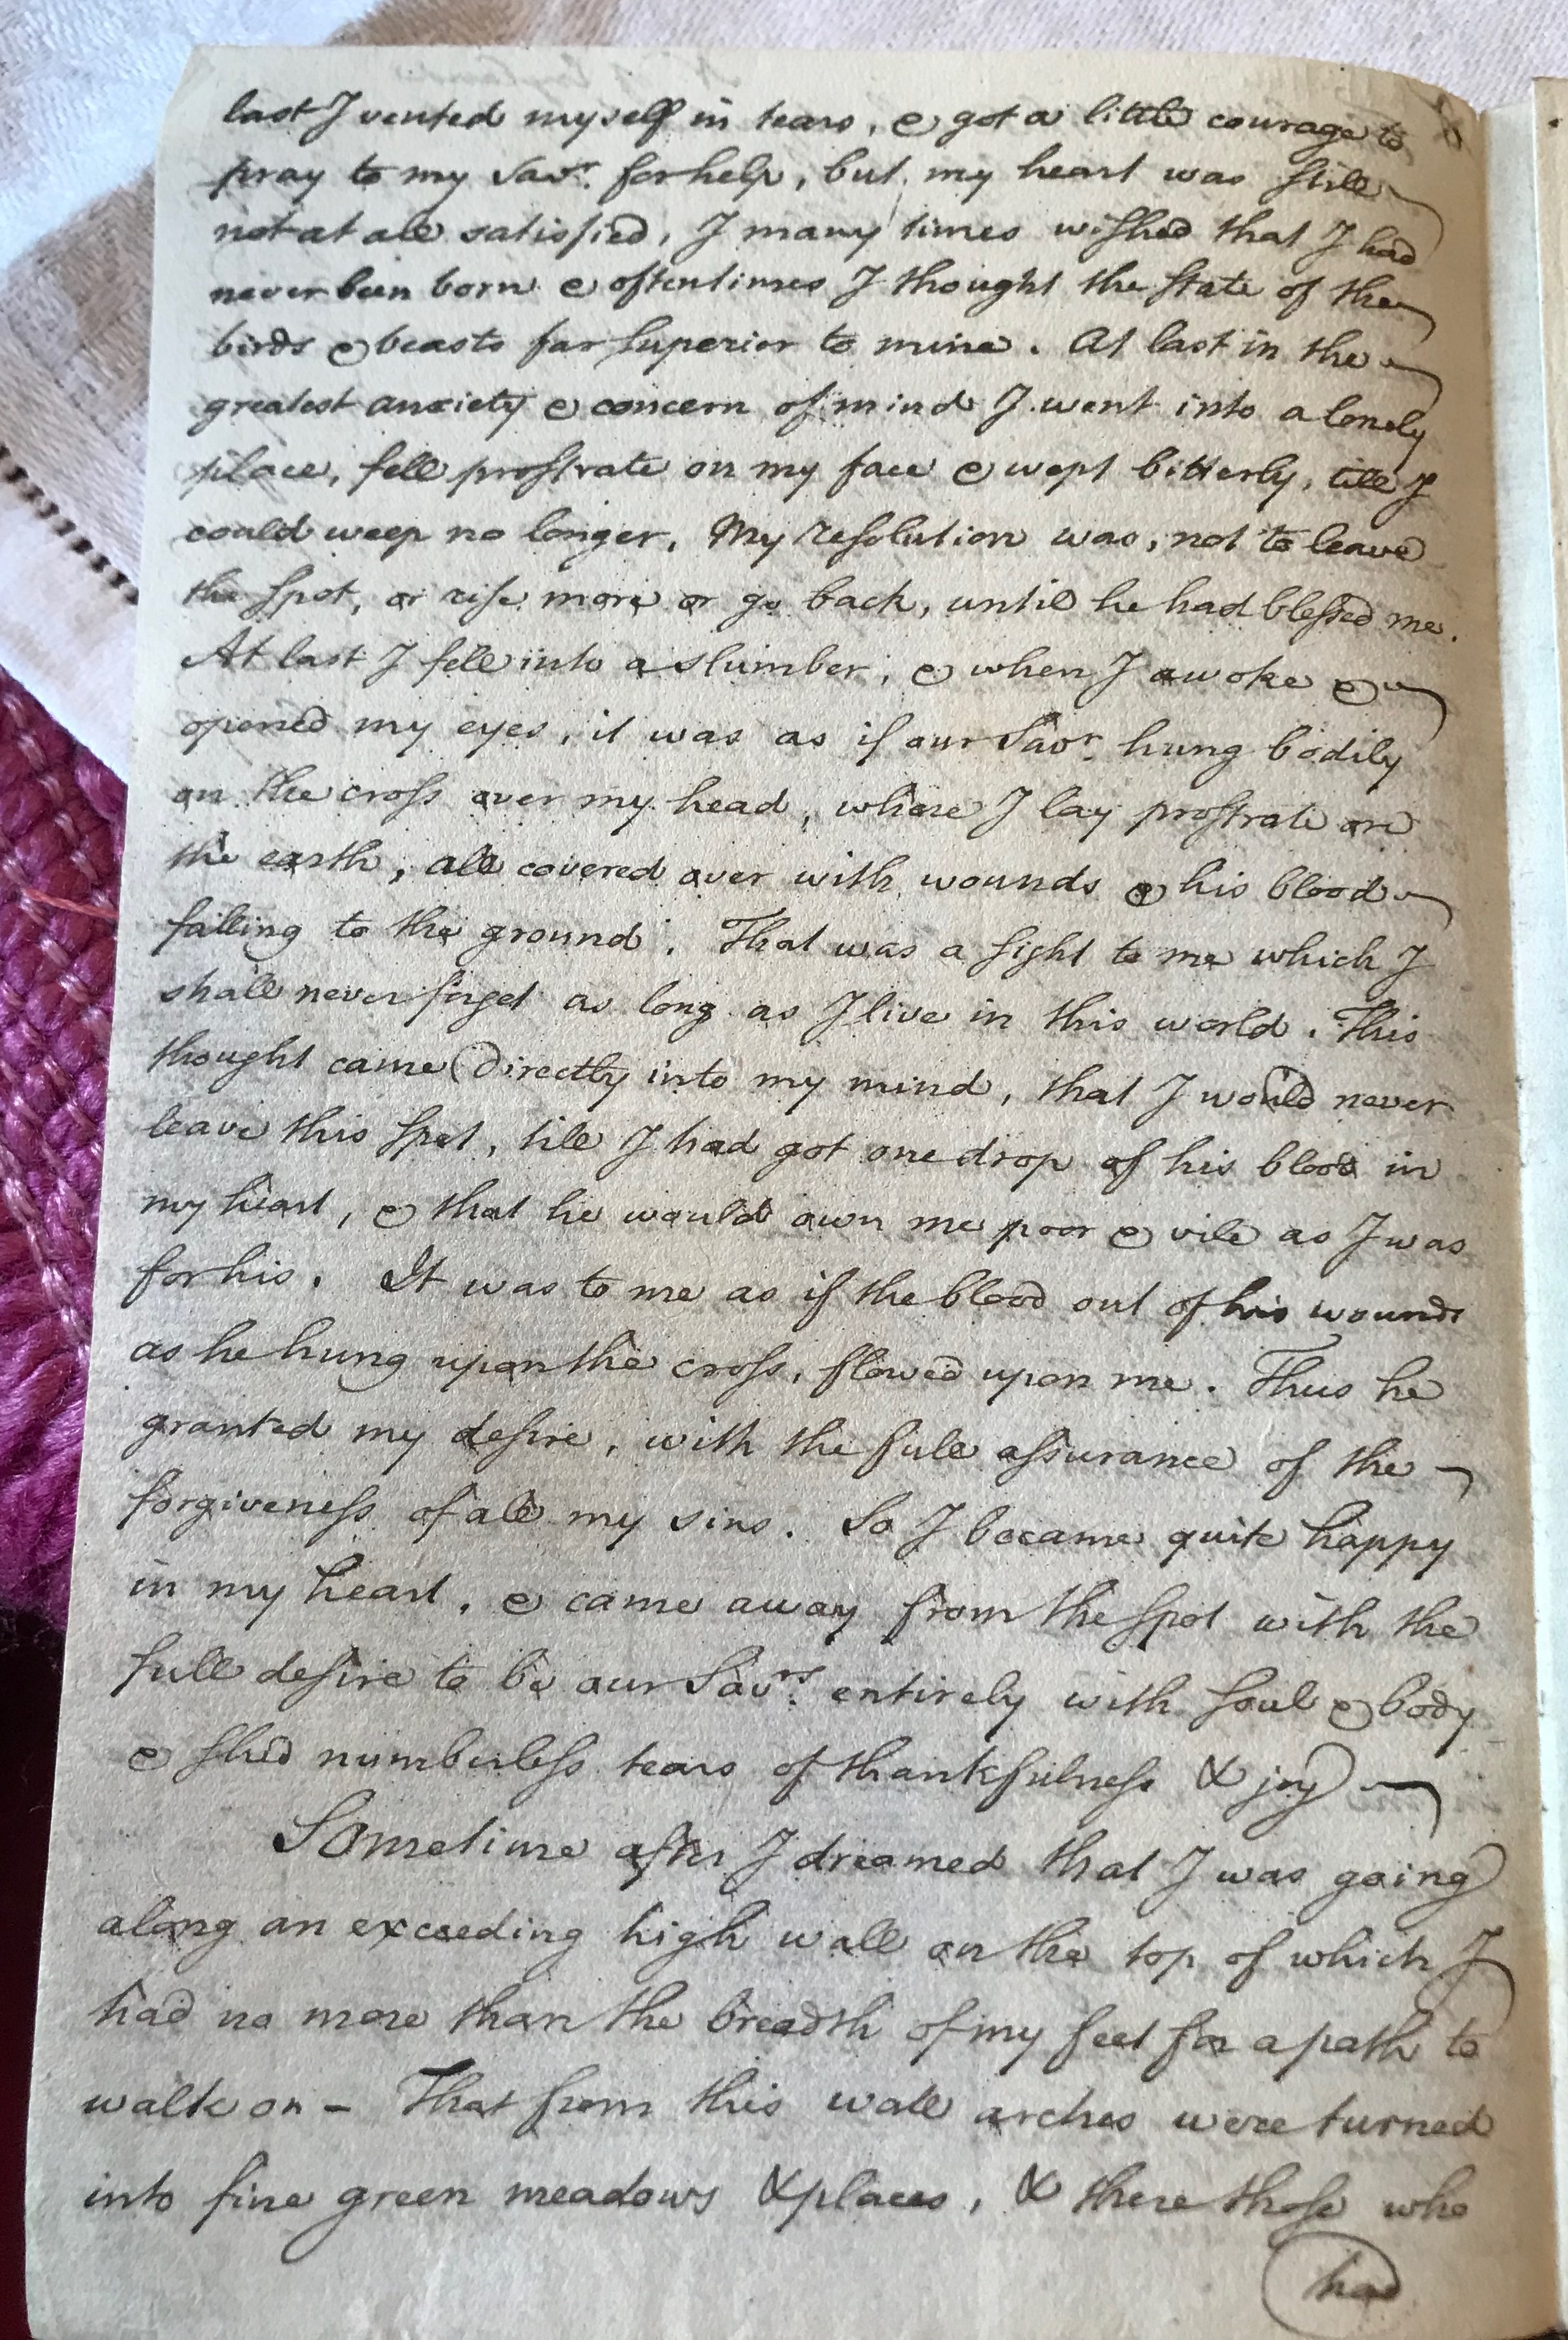 last I vented myself in tears, & got a little courage to
pray to my Savr. for help, but my heart was still
not at all satisfied, I many times wished that I had
never been born & oftentimes I thought the State of the
birds & beasts far Superior to mine. At last in the
greatest anxiety & concern of mind I went into a lonely
place, fell prostrate on my face & wept bitterly, till I
could weep no longer, My resolution was, not to leave
the Spot, or rise more or go back, until he had blessed me.
At last I fell into a slumber, & when I awoke &
opened my eyes, it was as if our Savr. hung bodily
on the cross over my head, where I lay prostrate on
the earth, all covered over with wounds & his blood
falling to the ground. That was a sight to me which I
shall never forget as long as I live in this world. This
thought came directly into my mind, that I would never
leave this Spot, till I had got one drop of his blood in
my heart, & that he would own me poor & vile as I was
for his. It was to me as if the blood out of his wounds
as he hung upon the cross, flowed upon me. Thus he
granted my desire, with the full assurance of the
forgiveness of all my sins. So I became quite happy
in my heart, & came away from the Spot with the
full desire to be our Savrs. entirely with Soul & body
& shed numberless tears of thankfulness & joy
Sometime after I dreamed that I was going
along an exceeding high wall on the top of which I
had no more than the breadth of my feet for a path to
walk on - That from this wall arches were turned
into fine green meadows & places, & there those who
had